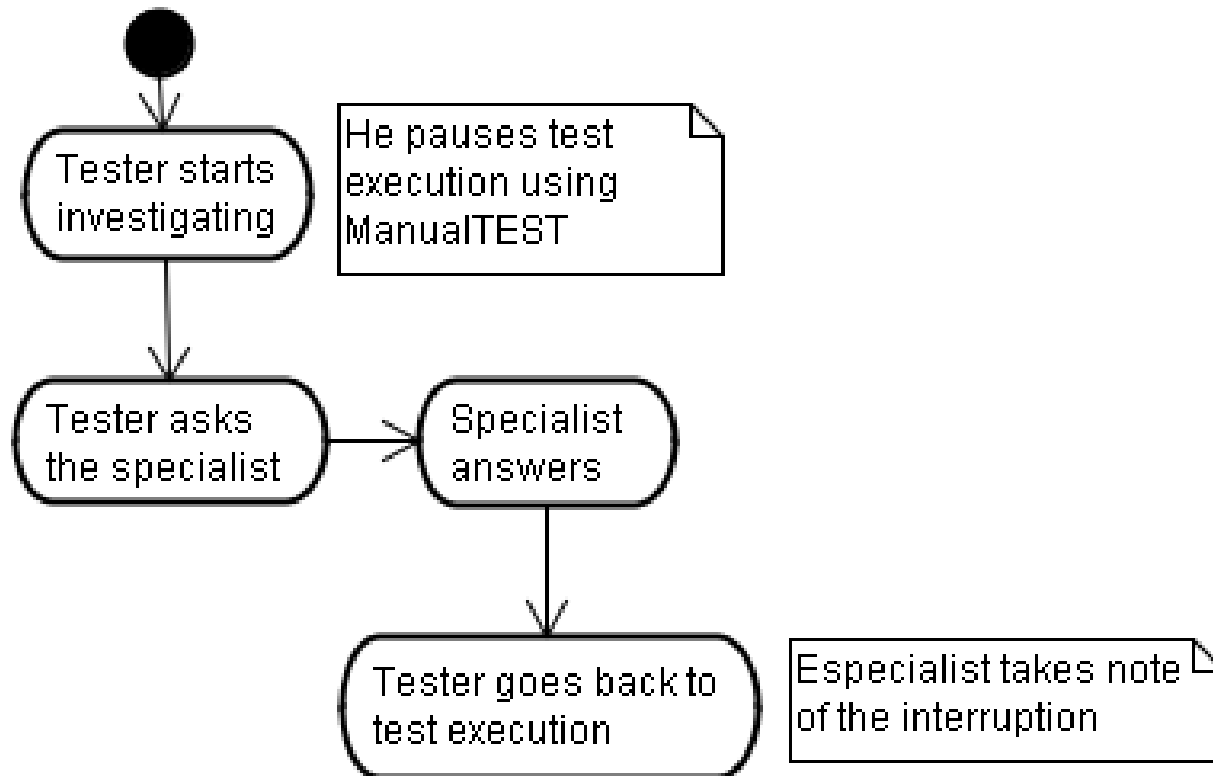 Tester starts
investigating
He pauses test
execution using
ManualTEST
Tester asks
the specialist
Specialist
answers
Tester goes back to
test execution
Especialist takes note
of the interruption